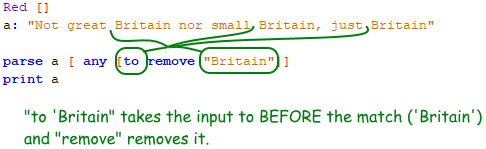 Red []
a: "Not great Britain nor small Britain, just Britain"
parse a [ any [to remove "Britain"] ]
print a
"to 'Britain" takes the input to BEFORE the match ('Britain')
and "remove" removes it.